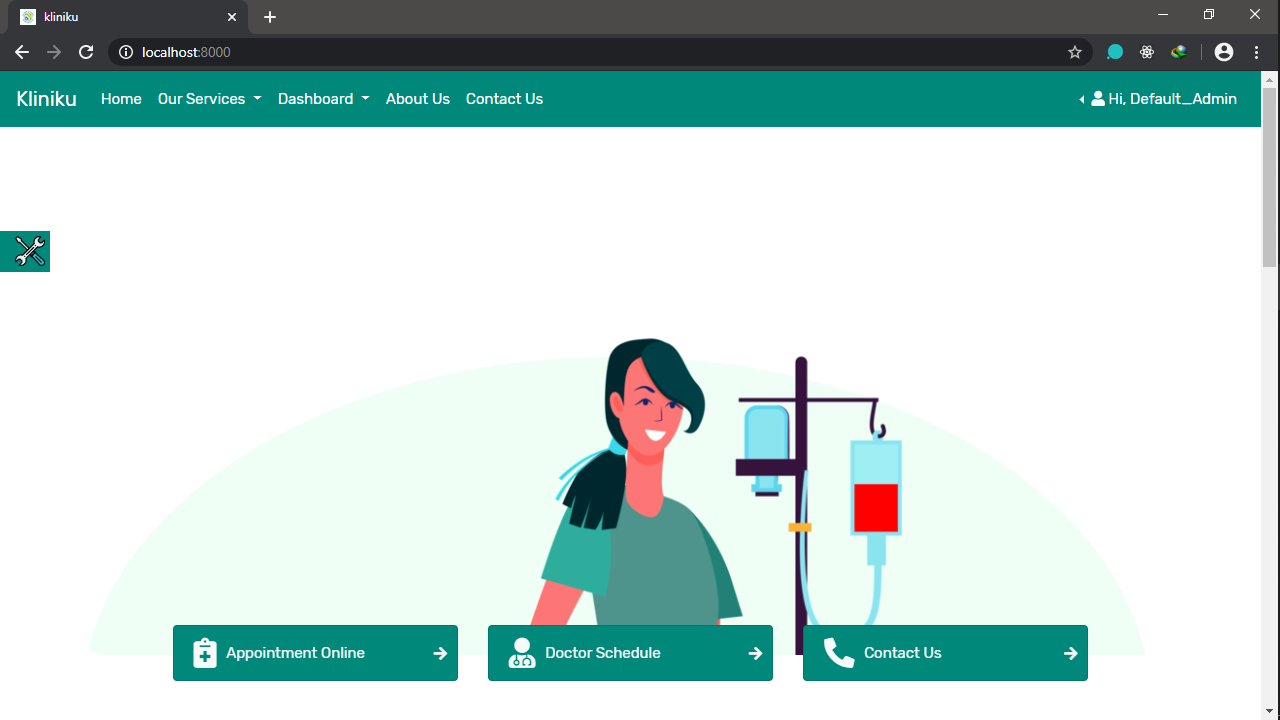 kliniku
localhost:8000
Kliniku Home Our Services Dashboard About Us Contact Us Hi, Default_Admin
Appointment Online Doctor Schedule Contact Us